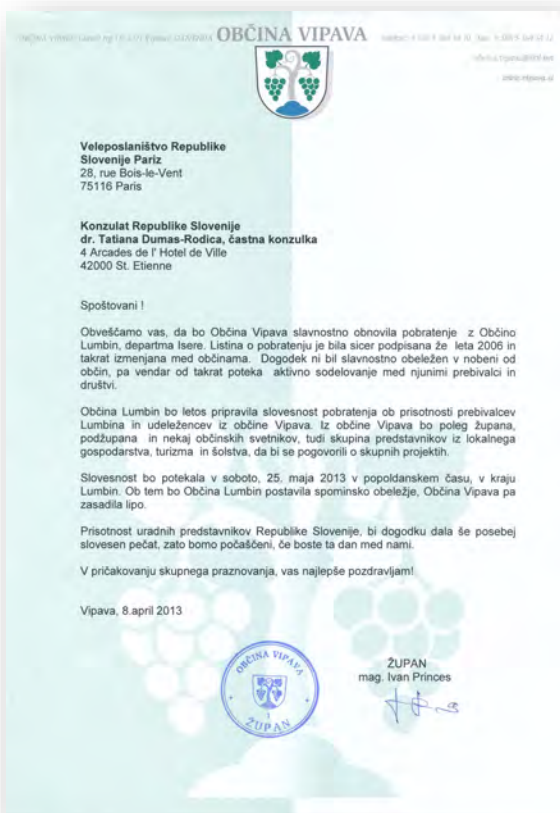 OBČINA VIPAVA
www.vipava.si
Veleposlaništvo Republike
Slovenije Pariz
28, rue Bois-le-Vent
75116 Paris
Konzulat Republike Slovenije
dr. Tatiana Dumas-Rodica, častna konzulka
4 Arcades de l' Hotel de Ville
42000 St. Etienne
Spoštovani !
Obveščamo vas, da bo Občina Vipava slavnostno obnovila pobratenje z Občino
Lumbin, departma Isere. Listina o pobratenju je bila sicer podpisana že leta 2006 in
takrat izmenjana med občinama. Dogodek ni bil slavnostno obeležen v nobeni od
občin, pa vendar od takrat poteka aktivno sodelovanje med njunimi prebivalci in
društvi.
Občina Lumbin bo letos pripravila slovesnost pobratenja ob prisotnosti prebivalcev
Lumbina in udeležencev iz občine Vipava. Iz občine Vipava bo poleg župana,
podžupana in nekaj občinskih svetnikov, tudi skupina predstavnikov iz lokalnega
gospodarstva, turizma in šolstva, da bi se pogovorili o skupnih projektih.
Slovesnost bo potekala v soboto, 25. maja 2013 v popoldanskem času, v kraju
Lumbin. Ob tem bo Občina Lumbin postavila spominsko obeležje, Občina Vipava pa
zasadila lipo.
Prisotnost uradnih predstavnikov Republike Slovenije, bi dogodku dala še posebej
slovesen pečat, zato bomo počaščeni, če boste ta dan med nami.
V pričakovanju skupnega praznovanja, vas najlepše pozdravljam!
Vipava, 8.april 2013
OBČINA VIPAVA
1
ŽUPAN
ŽUPAN
mag. Ivan Princes